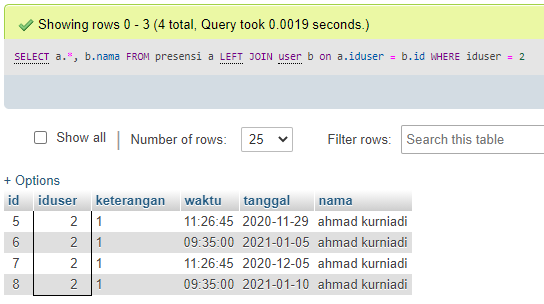 Showing rows 0 - 3 (4 total, Query took 0.0019 seconds.)
SELECT a.*, b.nama FROM presensi a LEFT JOIN user b on a.iduser = b.id WHERE iduser = 2
Show all | Number of rows: 25 Filter rows: Search this table
+ Options
id iduser keterangan waktu tanggal nama
5 2 1 11:26:45 2020-11-29 ahmad kurniadi
6 2 1 09:35:00 2021-01-05 ahmad kurniadi
7 2 1 11:26:45 2020-12-05 ahmad kurniadi
8 2 1 09:35:00 2021-01-10 ahmad kurniadi